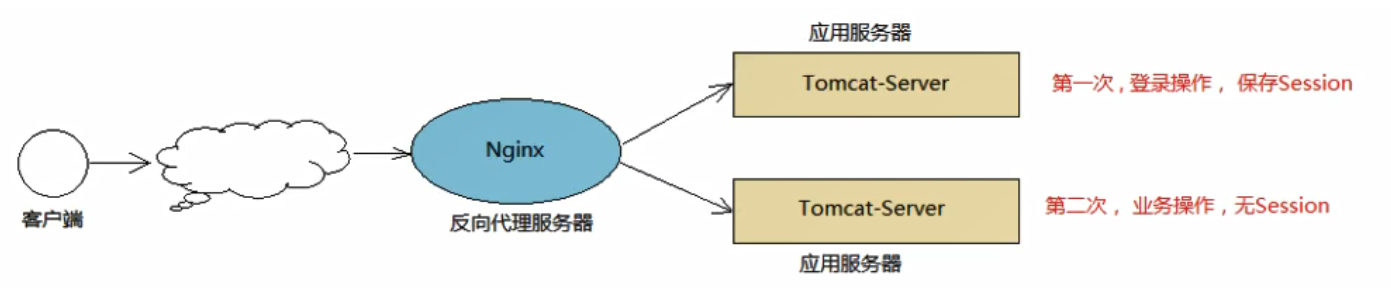 应用服务器
Tomcat-Server
第一次，登录操作， 保存Session
Nginx
客户端
反向代理服务器
Tomcat-Server
第二次， 业务操作，无Session
应用服务器